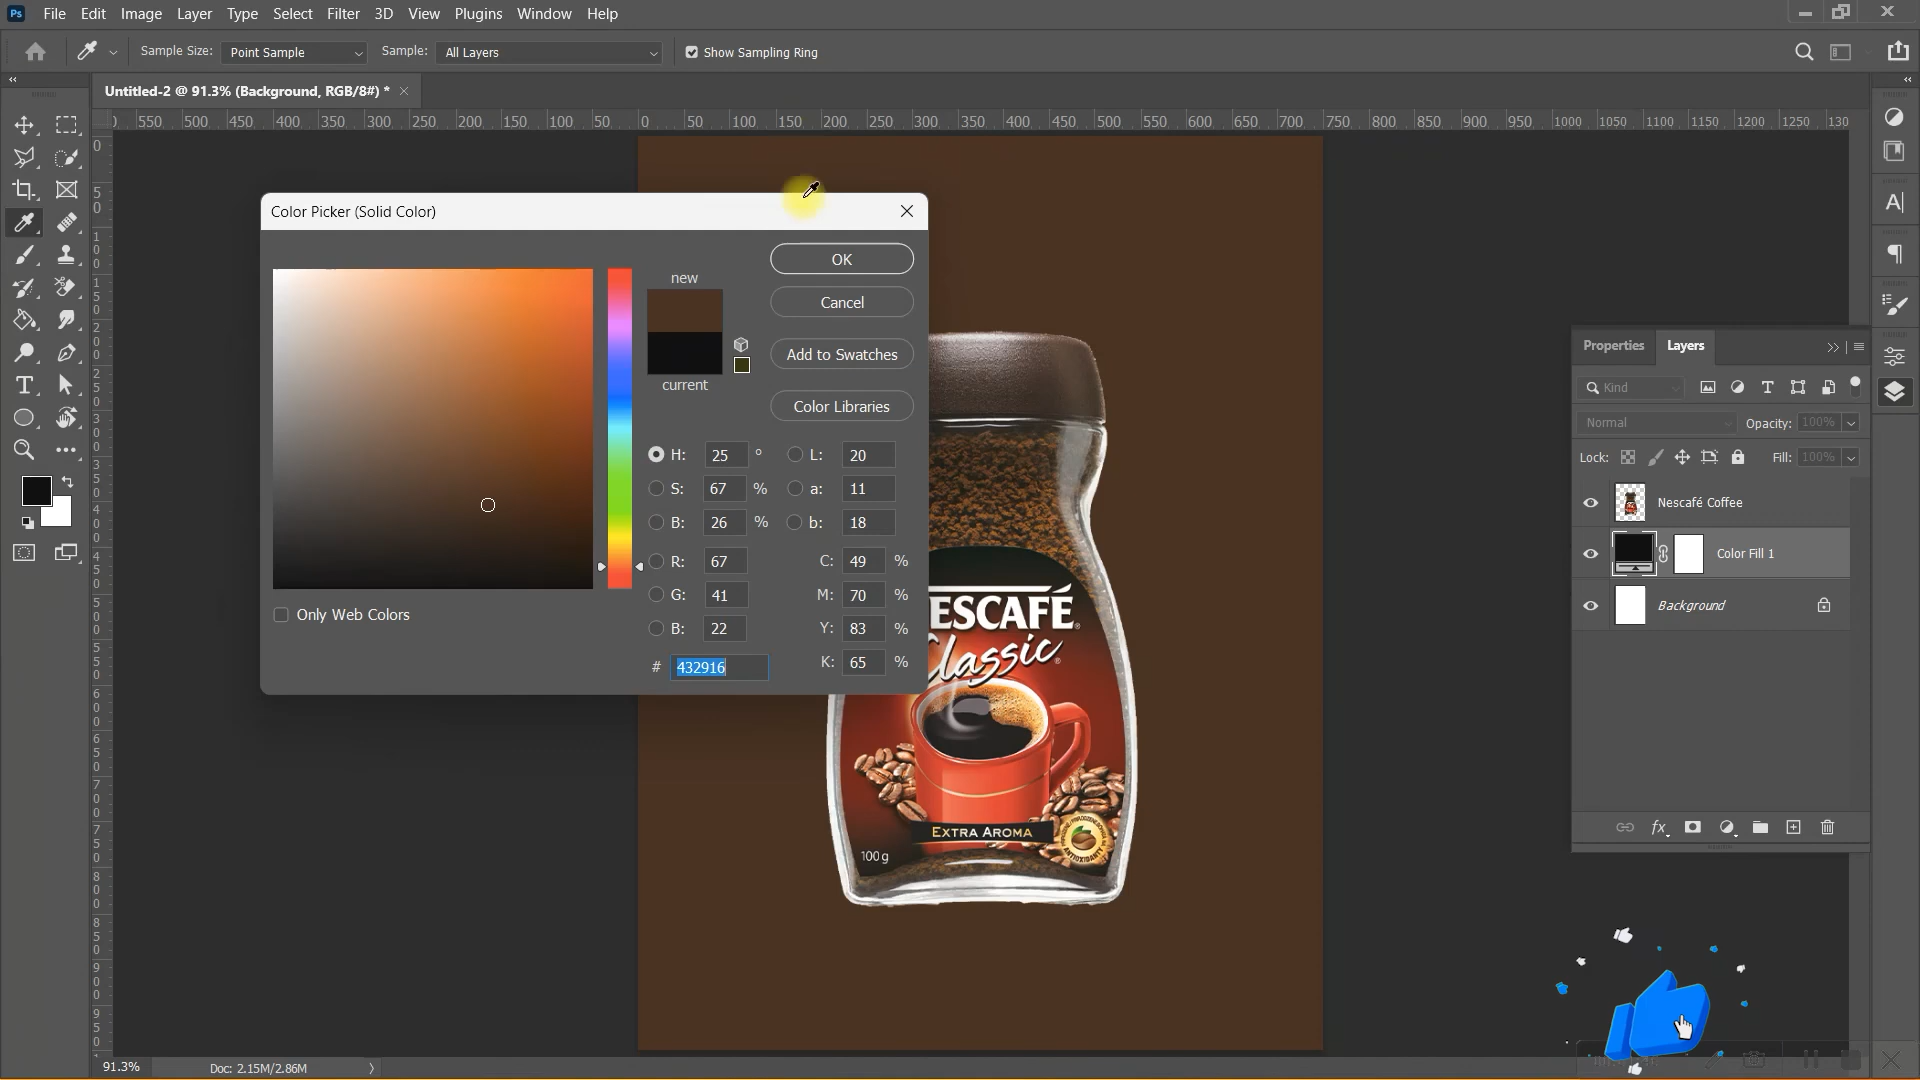 Ps File Edit Image Layer Type Select Filter 3D View Plugins Window Help
Sample Size: Point Sample Sample: All Layers Show Sampling Ring
Untitled-2 @ 91.3% (Background, RGB/8#) *
550 500 450 400 350 300 250 200 150 100 50 0 50 100 150 200 250 300 350 400 450 500 550 600 650 700 750 800 850 900 950 1000 1050 1100 1150 1200 1250 130
Color Picker (Solid Color)
OK
new
Cancel
Add to Swatches
current
Color Libraries
H: 25 ° L: 20
S: 67 % a: 11
B: 26 % b: 18
R: 67 C: 49 %
G: 41 M: 70 %
B: 22 Y: 83 %
# 432916 K: 65 %
Only Web Colors
Properties Layers
Kind
Normal Opacity: 100%
Lock: Fill: 100%
Nescafé Coffee
Color Fill 1
Background
fx
ESCAFÉ
Classic
EXTRA AROMA
100 g
91.3% Doc: 2.15M/2.86M